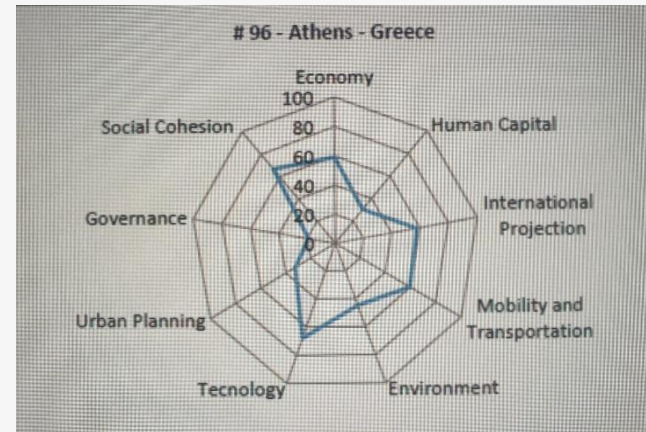 # 96 - Athens - Greece
Economy
100
80
60
40
20
0
Human Capital
International
Projection
Mobility and
Transportation
Environment
Tecnology
Urban Planning
Governance
Social Cohesion